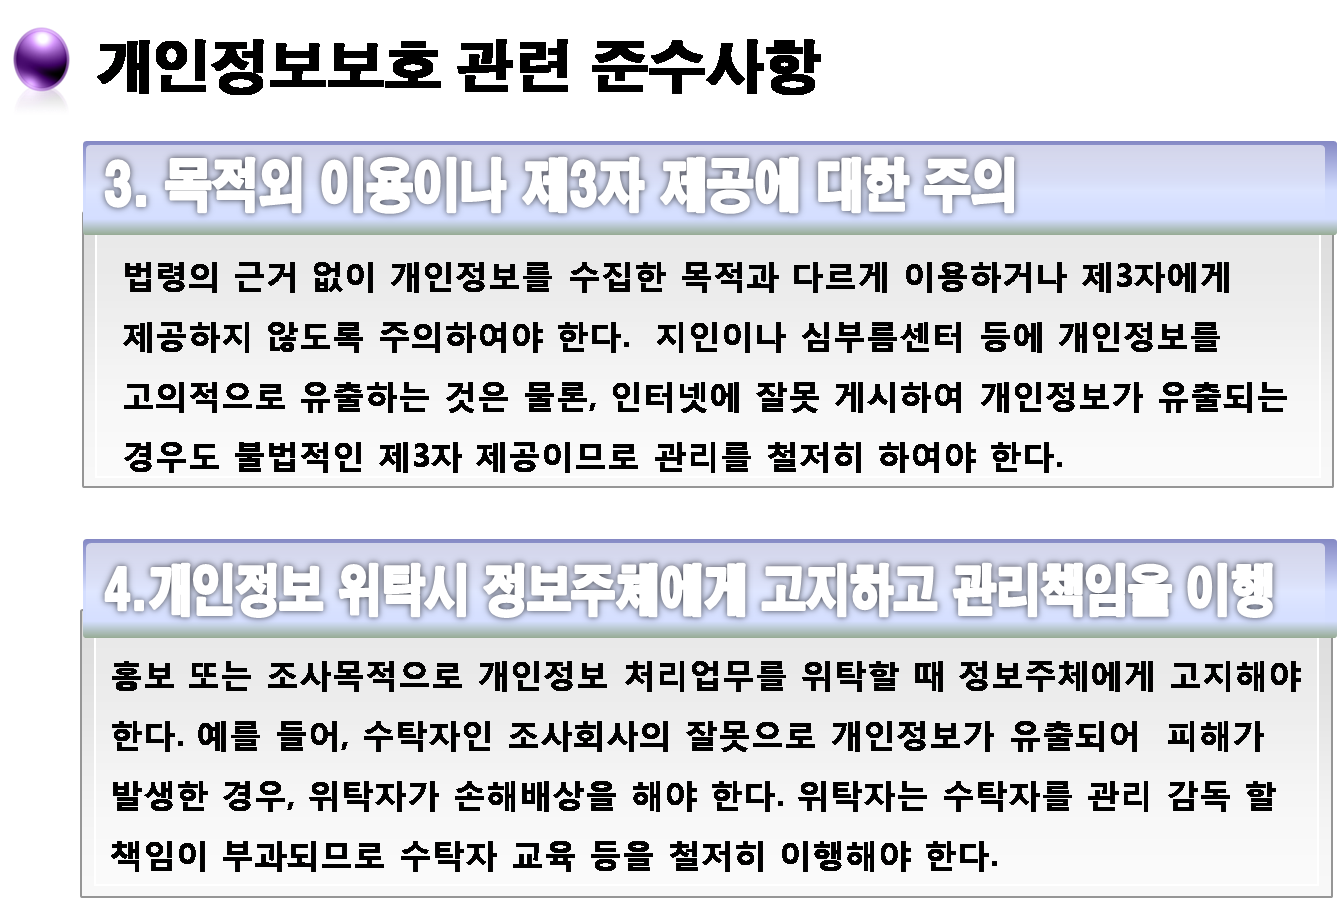 개인정보보호 관련 준수사항
3. 목적외 이용이나 제3자 제공에 대한 주의
법령의 근거 없이 개인정보를 수집한 목적과 다르게 이용하거나 제3자에게
제공하지 않도록 주의하여야 한다. 지인이나 심부름센터 등에 개인정보를
고의적으로 유출하는 것은 물론, 인터넷에 잘못 게시하여 개인정보가 유출되는
경우도 불법적인 제3자 제공이므로 관리를 철저히 하여야 한다.
4.개인정보 위탁시 정보주체에게 고지하고 관리책임을 이행
홍보 또는 조사목적으로 개인정보 처리업무를 위탁할 때 정보주체에게 고지해야
한다. 예를 들어, 수탁자인 조사회사의 잘못으로 개인정보가 유출되어 피해가
발생한 경우, 위탁자가 손해배상을 해야 한다. 위탁자는 수탁자를 관리 감독 할
책임이 부과되므로 수탁자 교육 등을 철저히 이행해야 한다.